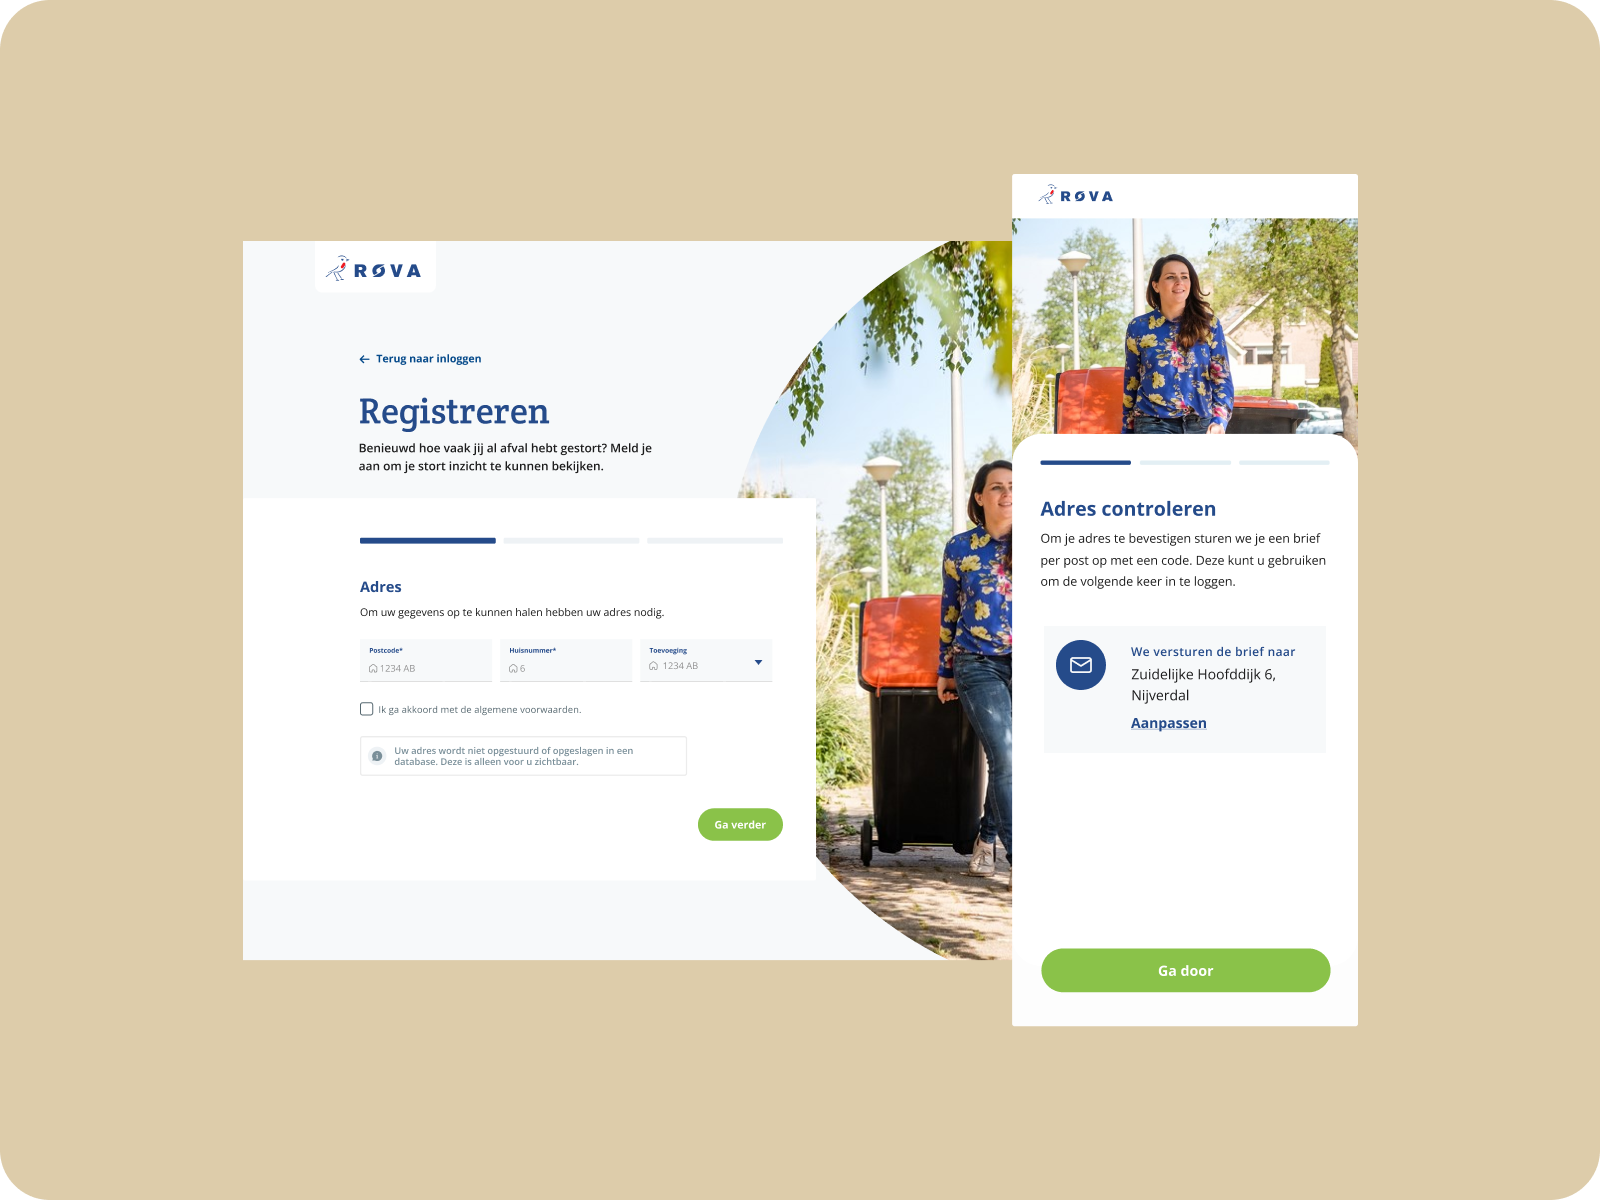 RØVA
← Terug naar inloggen
Registreren
Benieuwd hoe vaak jij al afval hebt gestort? Meld je
aan om je stort inzicht te kunnen bekijken.
Adres
Om uw gegevens op te kunnen halen hebben uw adres nodig.
Postcode* Huisnummer* Toevoeging
1234 AB 6 1234 AB
Ik ga akkoord met de algemene voorwaarden.
Uw adres wordt niet opgestuurd of opgeslagen in een
database. Deze is alleen voor u zichtbaar.
Ga verder
RØVA
Adres controleren
Om je adres te bevestigen sturen we je een brief
per post op met een code. Deze kunt u gebruiken
om de volgende keer in te loggen.
We versturen de brief naar
Zuidelijke Hoofddijk 6,
Nijverdal
Aanpassen
Ga door